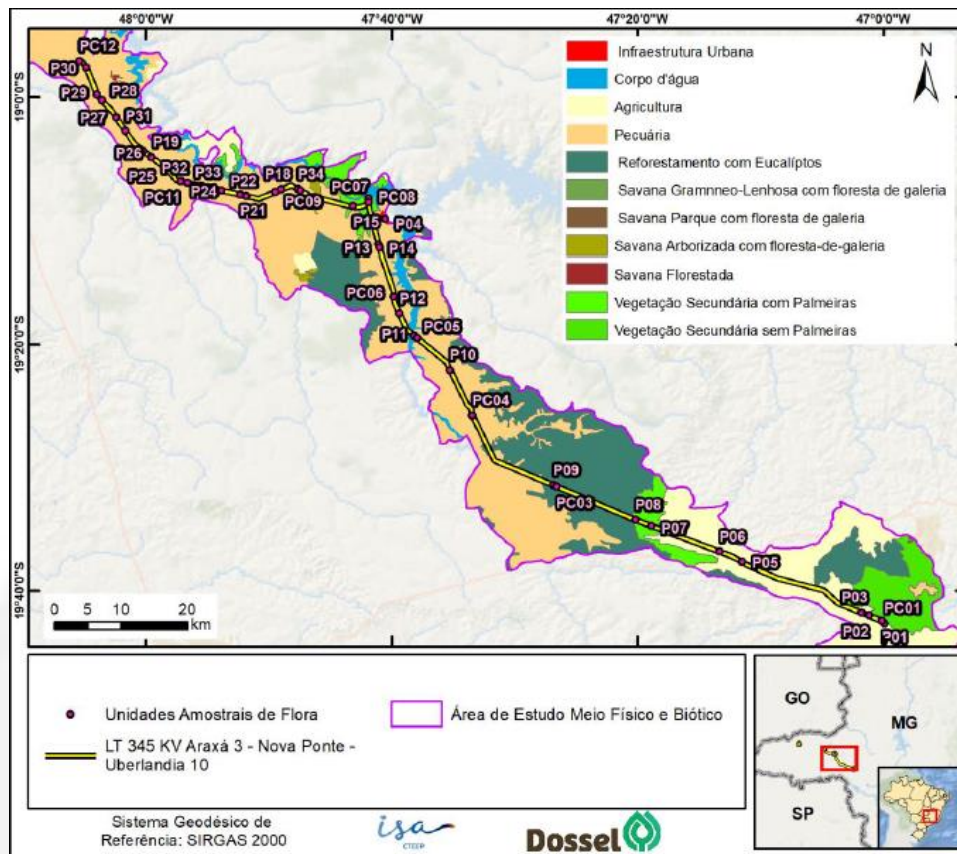 48°0'0"W
47°40'0"W
47°20'0"W
47°0'0"W
19°0'0"S
19°20'0"S
19°40'0"S
PC12
P30
P29
P28
P27
P31
P19
P26
P25
P32
P33
PC11
P24
P22
P21
P18
P34
PC09
PC07
PC08
P15
P04
P13
P14
PC06
P12
P11
PC05
P10
PC04
P09
PC03
P08
P07
P06
P05
P03
PC01
P02
P01
Infraestrutura Urbana
Corpo d'água
Agricultura
Pecuária
Reforestamento com Eucalíptos
Savana Gramnneo-Lenhosa com floresta de galeria
Savana Parque com floresta de galeria
Savana Arborizada com floresta-de-galeria
Savana Florestada
Vegetação Secundária com Palmeiras
Vegetação Secundária sem Palmeiras
N
0 5 10 20
km
Unidades Amostrais de Flora
Área de Estudo Meio Físico e Biótico
LT 345 KV Araxá 3 - Nova Ponte -
Uberlandia 10
GO
MG
SP
Sistema Geodésico de
Referência: SIRGAS 2000
isa
CTEEP
Dossel